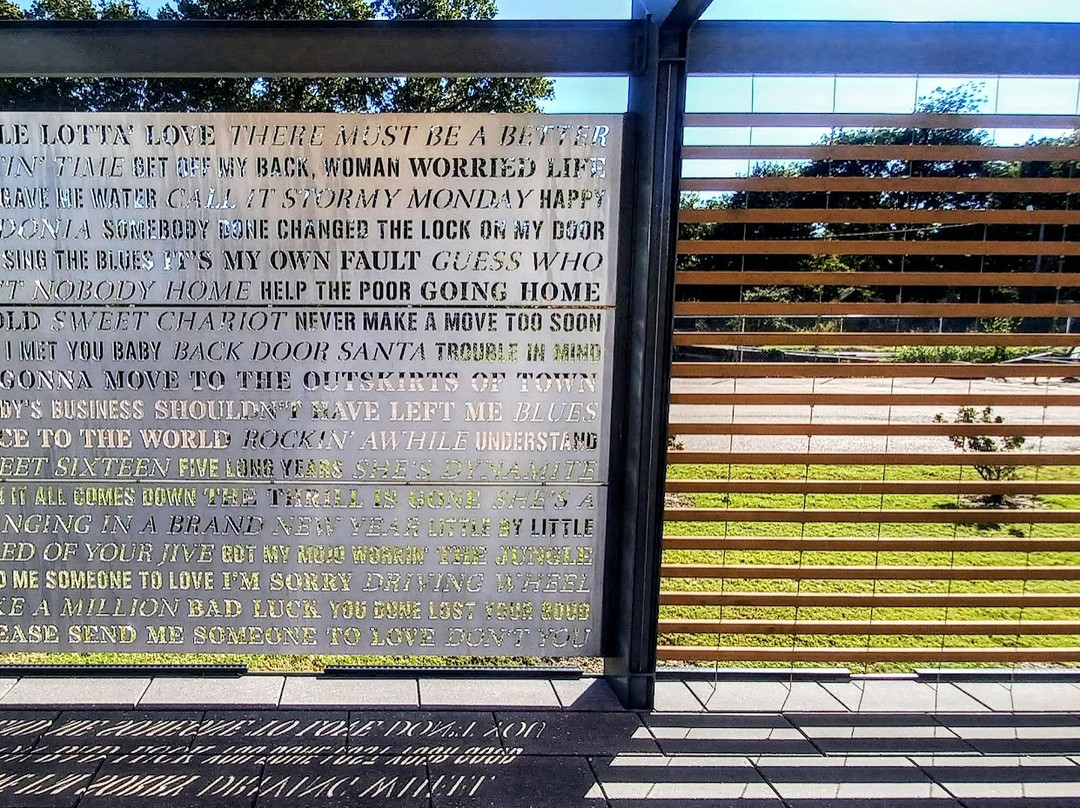 LE LOTTA' LOVE THERE MUST BE A BETTER
TIN' TIME GET OFF MY BACK, WOMAN WORRIED LIFE
GAVE ME WATER CALL IT STORMY MONDAY HAPPY
DONIA SOMEBODY DONE CHANGED THE LOCK ON MY DOOR
SING THE BLUES IT'S MY OWN FAULT GUESS WHO
T NOBODY HOME HELP THE POOR GOING HOME
OLD SWEET CHARIOT NEVER MAKE A MOVE TOO SOON
I MET YOU BABY BACK DOOR SANTA TROUBLE IN MIND
GONNA MOVE TO THE OUTSKIRTS OF TOWN
DY'S BUSINESS SHOULDN'T HAVE LEFT ME BLUES
CE TO THE WORLD ROCKIN' AWHILE UNDERSTAND
EET SIXTEEN FIVE LONG YEARS SHE'S DYNAMITE
IT ALL COMES DOWN THE THRILL IS GONE SHE'S A
NGING IN A BRAND NEW YEAR LITTLE BY LITTLE
ED OF YOUR JIVE GOT MY MOJO WORKIN' THE JUNGLE
D ME SOMEONE TO LOVE I'M SORRY DRIVING WHEEL
KE A MILLION BAD LUCK YOU DONE LOST YOUR GOOD
EASE SEND ME SOMEONE TO LOVE DON'T YOU